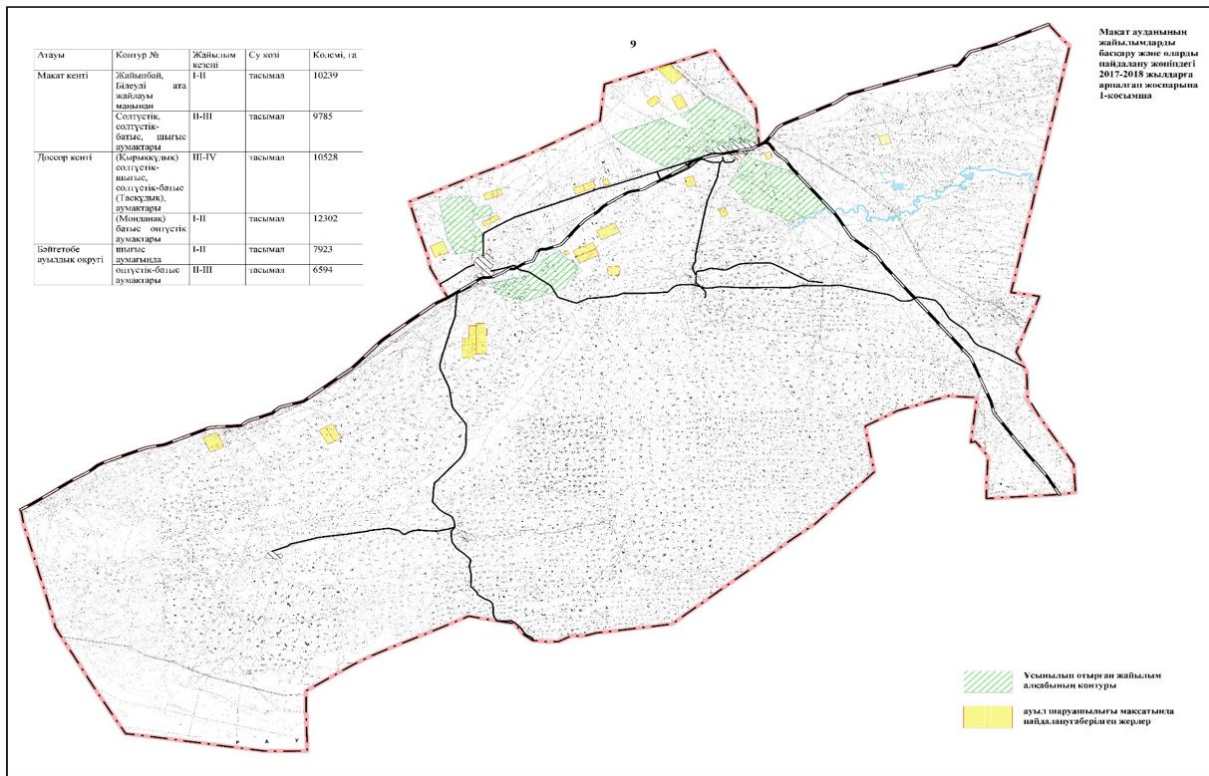 9
Мақат ауданының
жайылымдарды
басқару және оларды
пайдалану жөніндегі
2017-2018 жылдарға
арналған жоспарына
1-қосымша
Атауы Контур № Жайылым кезеңі Су көзі Көлемі, га
Мақат кенті Жайынбай, I-II тасымал 10239
Білеулі ата
жайлауы
маңынан
Солтүстік, II-III тасымал 9785
солтүстік-
батыс, шығыс
аумақтары
Доссор кенті (Қырыққұдық) III-IV тасымал 10528
солтүстік-
шығыс,
солтүстік-батыс
(Тасқұдық),
аумақтары
(Монданақ) I-II тасымал 12302
батыс оңтүстік
аумақтары
Бәйгетөбе ауылдық округі шығыс I-II тасымал 7923
аумағында
оңтүстік-батыс II-III тасымал 6594
аумақтары
Ұсынылып отырған жайылым
алқабының контуры
ауыл шаруашылығы мақсатында
пайдалануғаберілген жерлер